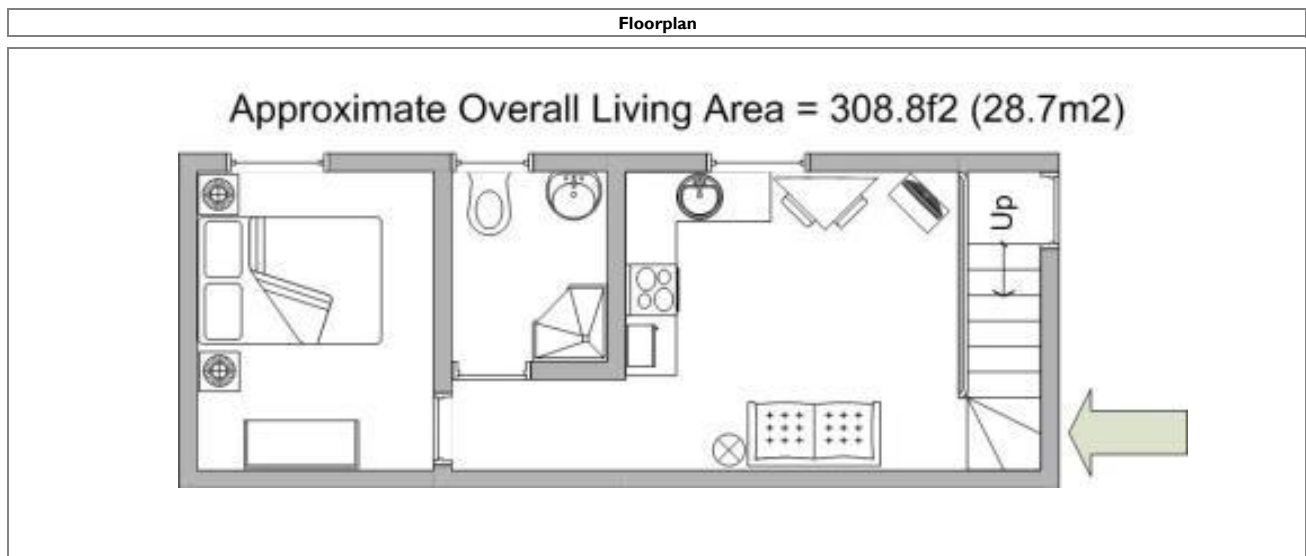 Floorplan
Approximate Overall Living Area = 308.8f2 (28.7m2)
Up